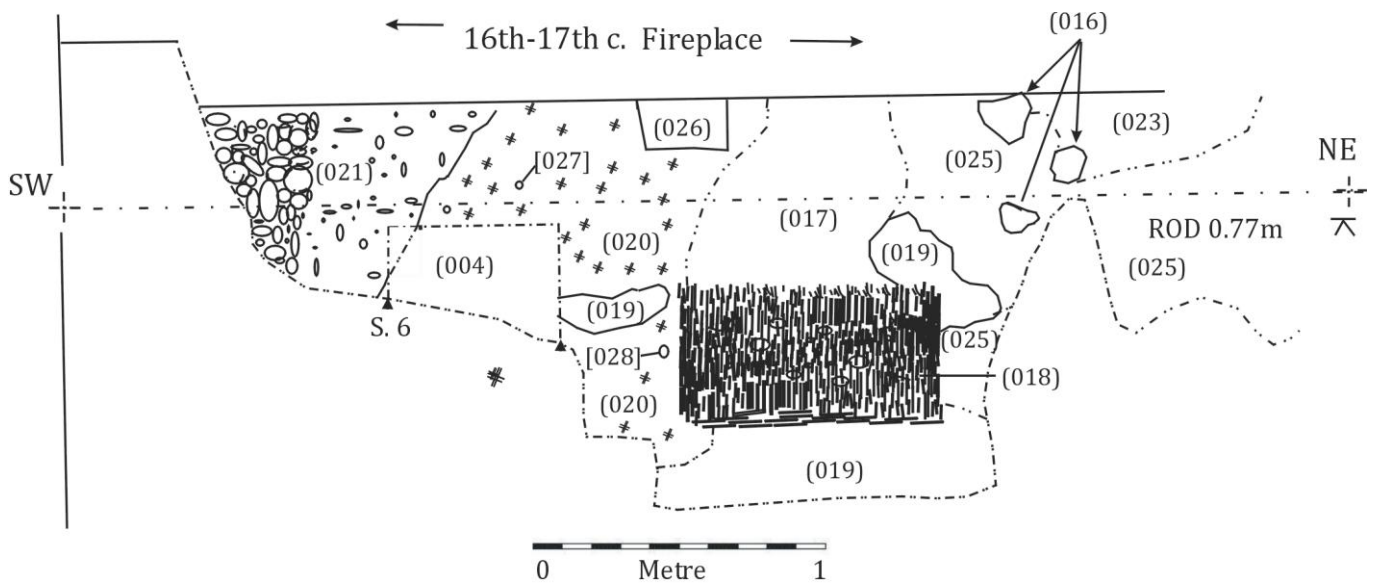 (016)
16th-17th c. Fireplace
(026)
(023)
[027]
(025)
(021)
NE
SW
(017)
ROD 0.77m
(020)
(019)
(004)
(025)
(019)
S. 6
(025)
[028]
(018)
(020)
(019)
0 Metre 1